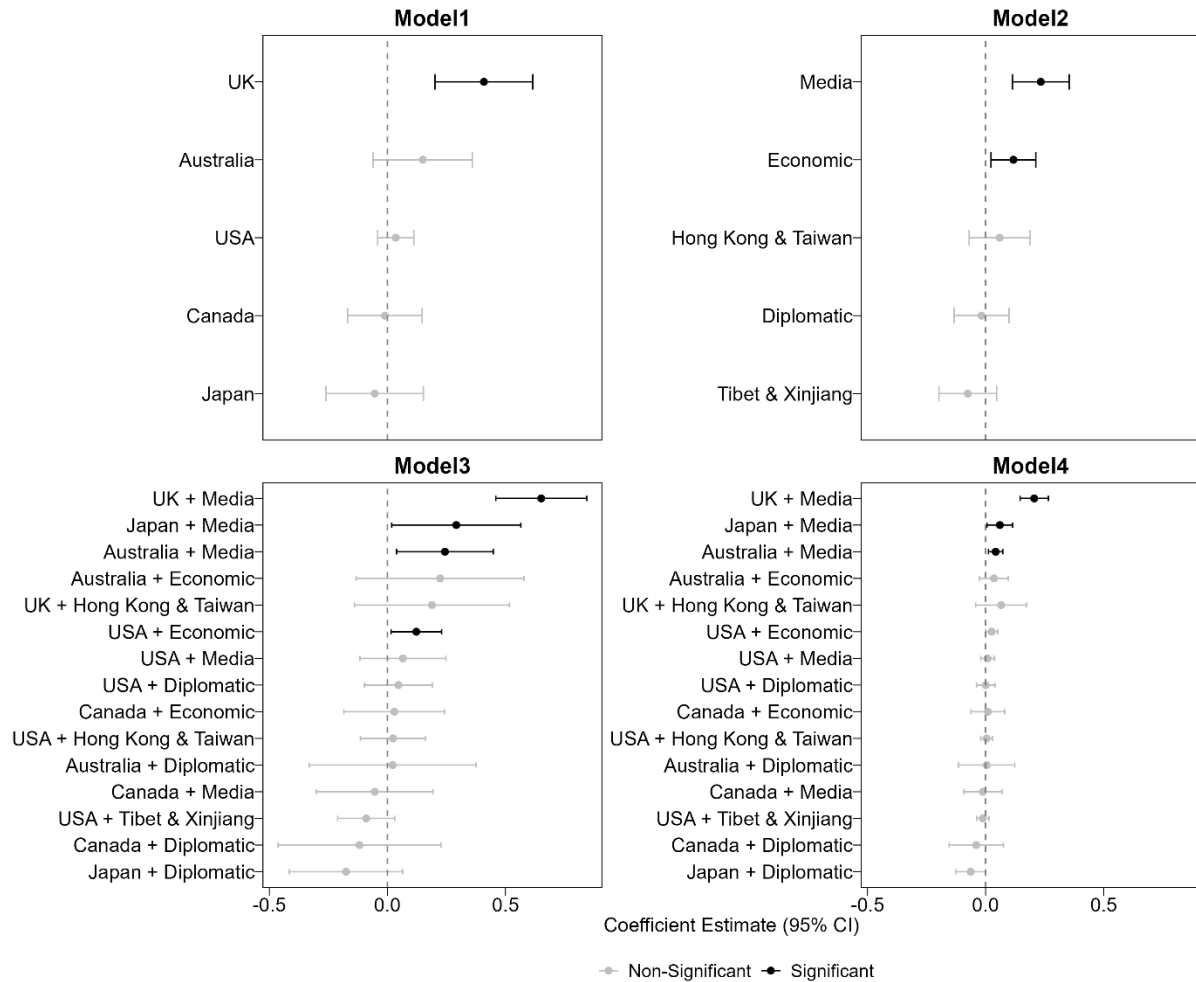 Model1
UK
Australia
USA
Canada
Japan
Model2
Media
Economic
Hong Kong & Taiwan
Diplomatic
Tibet & Xinjiang
Model3
UK + Media
Japan + Media
Australia + Media
Australia + Economic
UK + Hong Kong & Taiwan
USA + Economic
USA + Media
USA + Diplomatic
Canada + Economic
USA + Hong Kong & Taiwan
Australia + Diplomatic
Canada + Media
USA + Tibet & Xinjiang
Canada + Diplomatic
Japan + Diplomatic
-0.5 0.0 0.5
Model4
UK + Media
Japan + Media
Australia + Media
Australia + Economic
UK + Hong Kong & Taiwan
USA + Economic
USA + Media
USA + Diplomatic
Canada + Economic
USA + Hong Kong & Taiwan
Australia + Diplomatic
Canada + Media
USA + Tibet & Xinjiang
Canada + Diplomatic
Japan + Diplomatic
-0.5 0.0 0.5
Coefficient Estimate (95% CI)
Non-Significant Significant